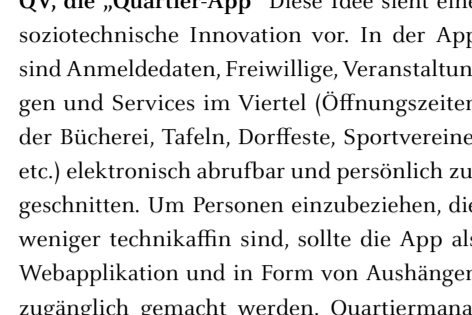 QV, die „Quartier-App“ Diese Idee sieht eine
soziotechnische Innovation vor. In der App
sind Anmeldedaten, Freiwillige, Veranstaltun
gen und Services im Viertel (Öffnungszeiten
der Bücherei, Tafeln, Dorffeste, Sportvereine
etc.) elektronisch abrufbar und persönlich zu
geschnitten. Um Personen einzubeziehen, die
weniger technikaffin sind, sollte die App als
Webapplikation und in Form von Aushängen
zugänglich gemacht werden. Quartiermana